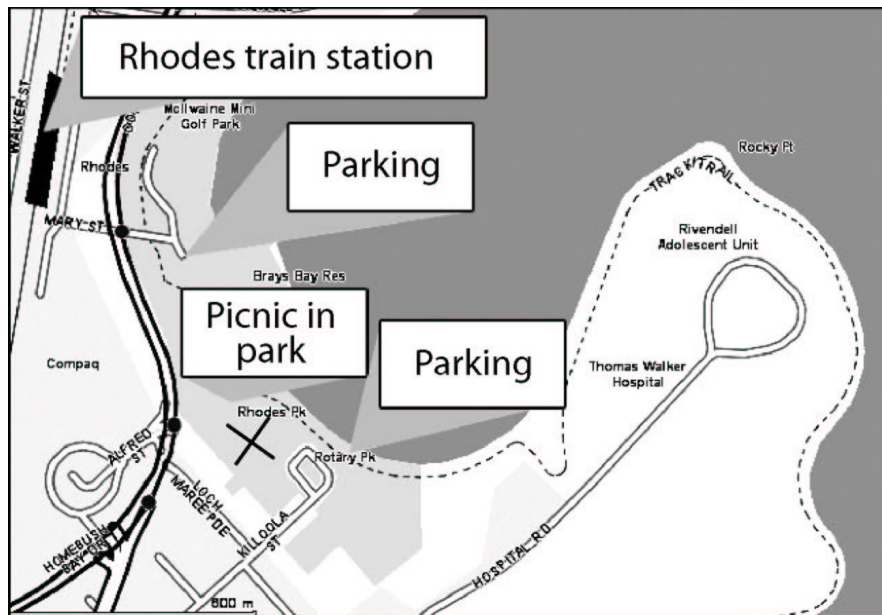 Rhodes train station
WALKER ST
McIlwaine Mini
Golf Park
Parking
Rhodes
MARY ST
Rocky Pt
TRACK/TRAIL
Rivendell
Adolescent Unit
Brays Bay Res
Picnic in
park
Parking
Compaq
Thomas Walker
Hospital
Rhodes Pk
ALFRED
ST
Rotary Pk
LOCH
MAREE PDE
KILLOOLA
ST
HOMEBUSH
BAY DR
HOSPITAL RD
600 m